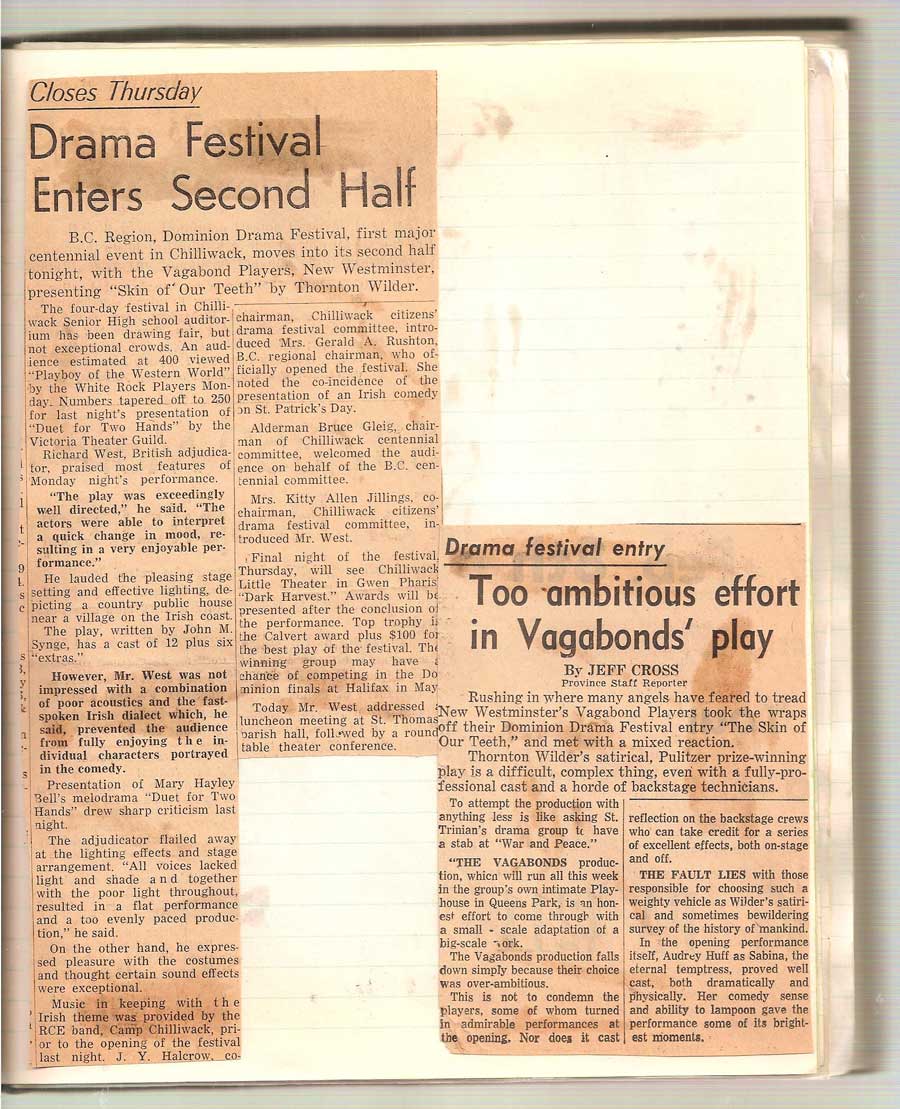 Closes Thursday
Drama Festival
Enters Second Half
B.C. Region, Dominion Drama Festival, first major
centennial event in Chilliwack, moves into its second half
tonight, with the Vagabond Players, New Westminster,
presenting "Skin of Our Teeth" by Thornton Wilder.
The four-day festival in Chilli-
wack Senior High school auditor-
ium has been drawing fair, but
not exceptional crowds. An aud-
ience estimated at 400 viewed
"Playboy of the Western World"
by the White Rock Players Mon-
day. Numbers tapered off to 250
for last night's presentation of
"Duet for Two Hands" by the
Victoria Theater Guild.
Richard West, British adjudica-
tor, praised most features of
Monday night's performance.
"The play was exceedingly
well directed," he said. "The
actors were able to interpret
a quick change in mood, re-
sulting in a very enjoyable per-
formance."
He lauded the pleasing stage
setting and effective lighting, de-
picting a country public house
near a village on the Irish coast.
The play, written by John M.
Synge, has a cast of 12 plus six
"extras."
However, Mr. West was not
impressed with a combination
of poor acoustics and the fast-
spoken Irish dialect which, he
said, prevented the audience
from fully enjoying the in-
dividual characters portrayed
in the comedy.
Presentation of Mary Hayley
Bell's melodrama "Duet for Two
Hands" drew sharp criticism last
night.
The adjudicator flailed away
at the lighting effects and stage
arrangement. "All voices lacked
light and shade and together
with the poor light throughout,
resulted in a flat performance
and a too evenly paced produc-
tion," he said.
On the other hand, he expres-
sed pleasure with the costumes
and thought certain sound effects
were exceptional.
Music in keeping with the
Irish theme was provided by the
RCE band, Camp Chilliwack, pri-
or to the opening of the festival
last night. J. Y. Halcrow, co-
chairman, Chilliwack citizens'
drama festival committee, intro-
duced Mrs. Gerald A. Rushton,
B.C. regional chairman, who of-
ficially opened the festival. She
noted the co-incidence of the
presentation of an Irish comedy
on St. Patrick's Day.
Alderman Bruce Gleig, chair-
man of Chilliwack centennial
committee, welcomed the audi-
ence on behalf of the B.C. cen-
tennial committee.
Mrs. Kitty Allen Jillings, co-
chairman, Chilliwack citizens'
drama festival committee, in-
troduced Mr. West.
Final night of the festival,
Thursday, will see Chilliwack
Little Theater in Gwen Pharis'
"Dark Harvest." Awards will be
presented after the conclusion of
the performance. Top trophy is
the Calvert award plus $100 for
the best play of the festival. The
winning group may have a
chance of competing in the Do
minion finals at Halifax in May
Today Mr. West addressed a
luncheon meeting at St. Thomas
parish hall, followed by a round
table theater conference.
Drama festival entry
Too ambitious effort
in Vagabonds' play
By JEFF CROSS
Province Staff Reporter
Rushing in where many angels have feared to tread
New Westminster's Vagabond Players took the wraps
off their Dominion Drama Festival entry "The Skin of
Our Teeth," and met with a mixed reaction.
Thornton Wilder's satirical, Pulitzer prize-winning
play is a difficult, complex thing, even with a fully-pro-
fessional cast and a horde of backstage technicians.
To attempt the production with
anything less is like asking St.
Trinian's drama group to have
a stab at "War and Peace."
"THE VAGABONDS produc-
tion, which will run all this week
in the group's own intimate Play-
house in Queens Park, is an hon-
est effort to come through with
a small - scale adaptation of a
big-scale work.
The Vagabonds production falls
down simply because their choice
was over-ambitious.
This is not to condemn the
players, some of whom turned
in admirable performances at
the opening. Nor does it cast
reflection on the backstage crews
who can take credit for a series
of excellent effects, both on-stage
and off.
THE FAULT LIES with those
responsible for choosing such a
weighty vehicle as Wilder's satiri-
cal and sometimes bewildering
survey of the history of mankind.
In the opening performance
itself, Audrey Huff as Sabina, the
eternal temptress, proved well
cast, both dramatically and
physically. Her comedy sense
and ability to lampoon gave the
performance some of its bright-
est moments.